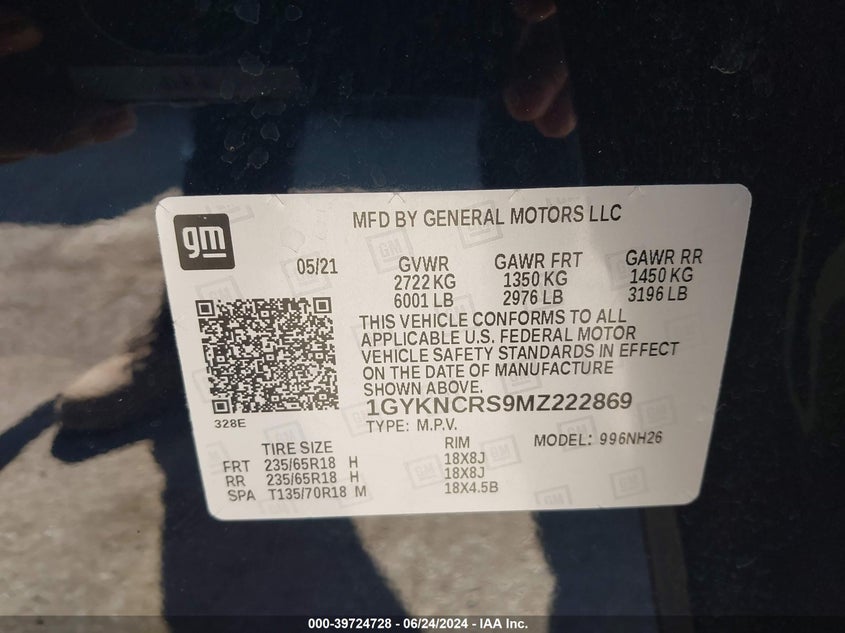 gm
MFD BY GENERAL MOTORS LLC
05/21 GVWR GAWR FRT GAWR RR
2722 KG 1350 KG 1450 KG
6001 LB 2976 LB 3196 LB
THIS VEHICLE CONFORMS TO ALL
APPLICABLE U.S. FEDERAL MOTOR
VEHICLE SAFETY STANDARDS IN EFFECT
ON THE DATE OF MANUFACTURE
SHOWN ABOVE.
328E
1GYKNCRS9MZ222869
TYPE: M.P.V. MODEL: 996NH26
TIRE SIZE RIM
FRT 235/65R18 H 18X8J
RR 235/65R18 H 18X8J
SPA T135/70R18 M 18X4.5B
000-39724728 - 06/24/2024 - IAA Inc.